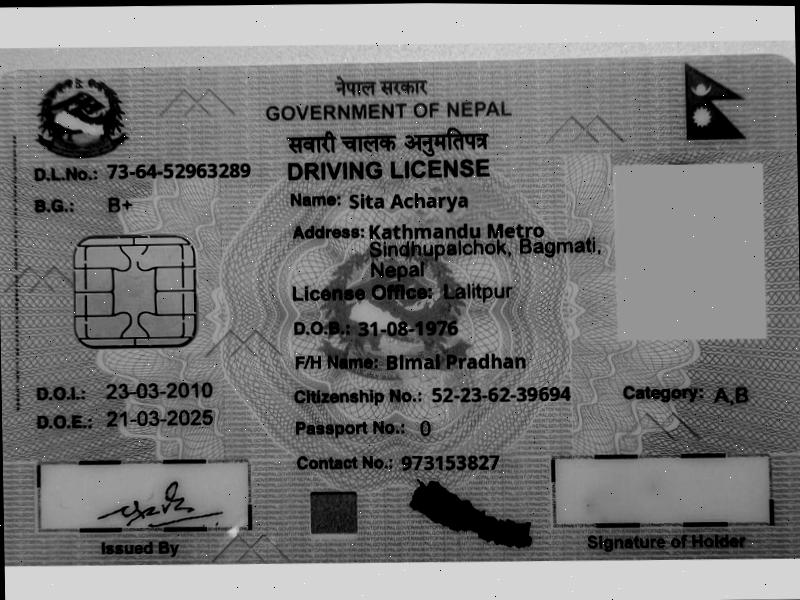 नेपाल सरकार
GOVERNMENT OF NEPAL
सवारी चालक अनुमतिपत्र
DRIVING LICENSE
D.L.No.: 73-64-52963289
B.G.: B+
Name: Sita Acharya
Address: Kathmandu Metro
Sindhupalchok, Bagmati,
Nepal
License Office: Lalitpur
D.O.B.: 31-08-1976
F/H Name: Bimal Pradhan
D.O.I.: 23-03-2010
Citizenship No.: 52-23-62-39694
Category: A,B
D.O.E.: 21-03-2025
Passport No.: 0
Contact No.: 973153827
Issued By
Signature of Holder